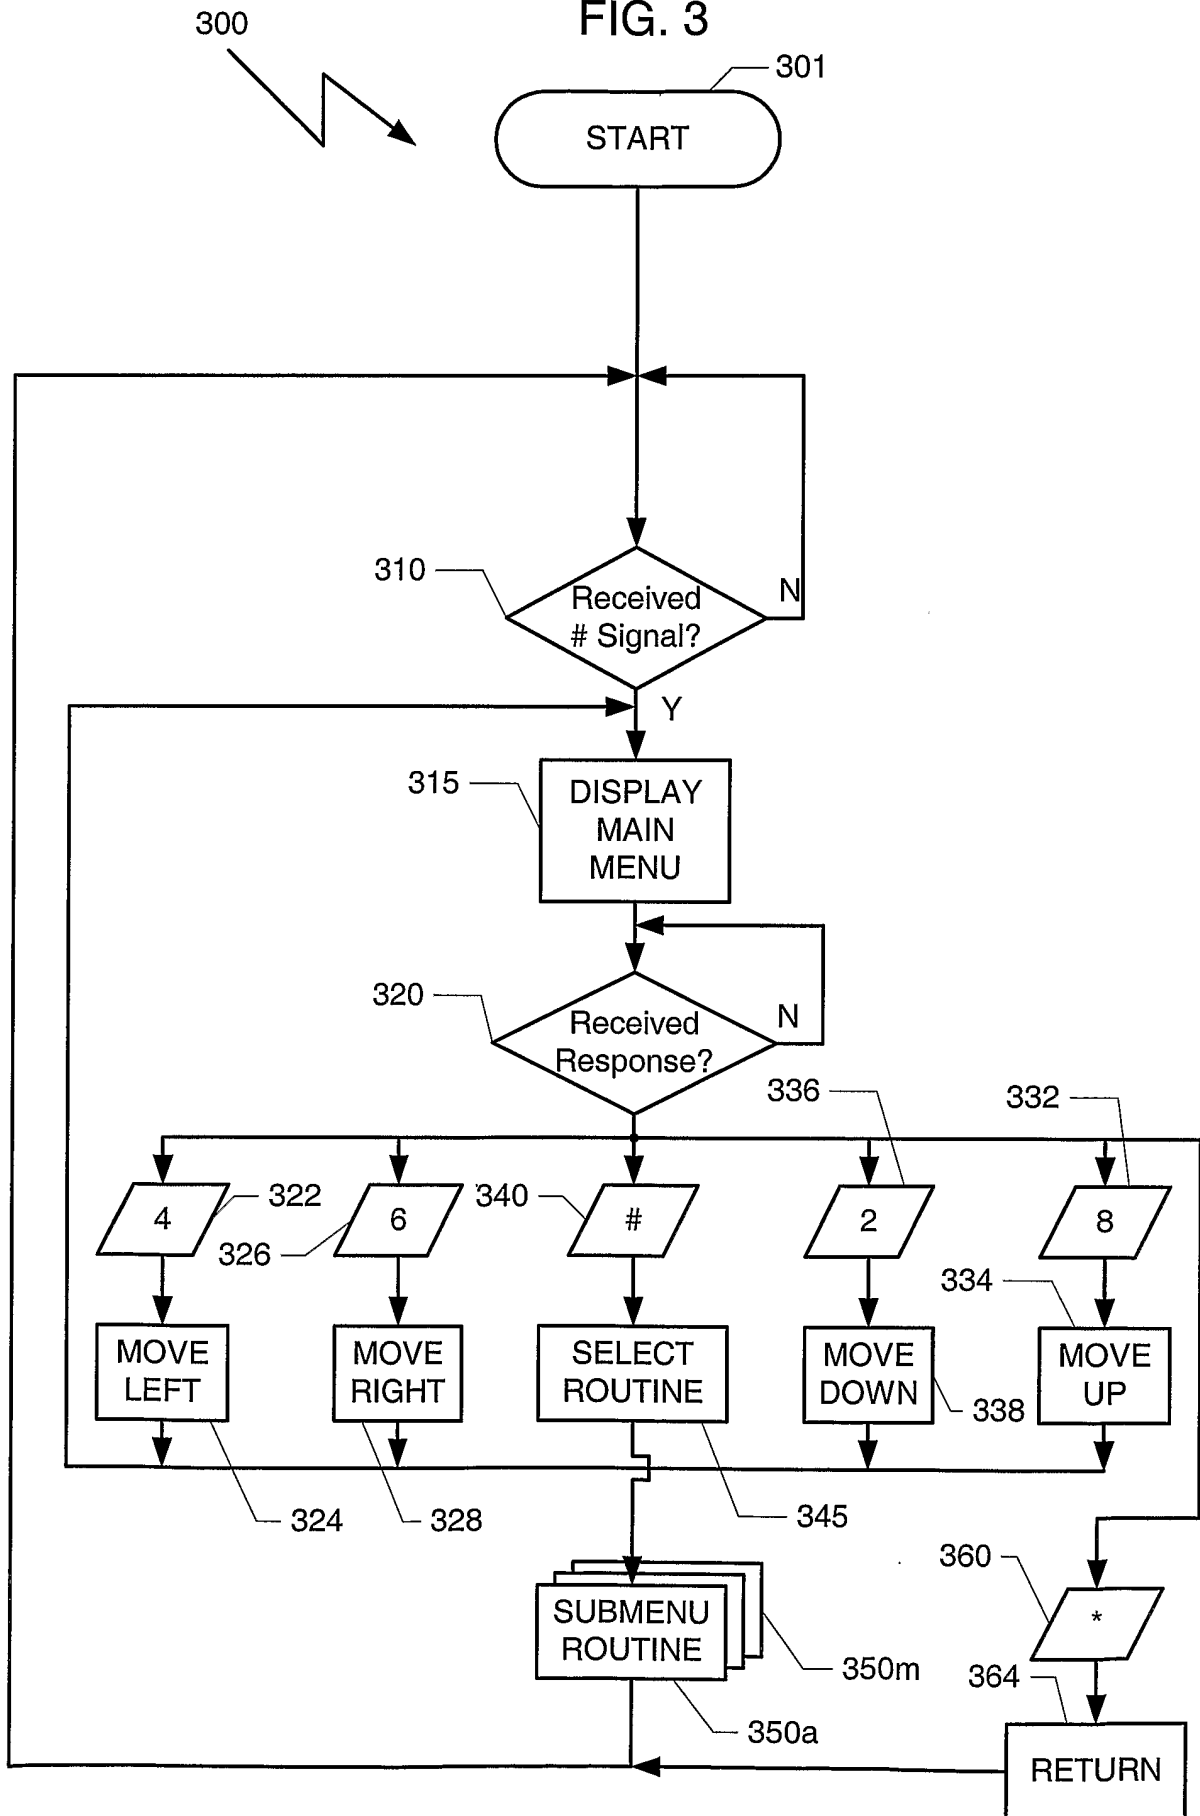 FIG. 3
300
301
START
310
Received
# Signal?
N
Y
315
DISPLAY
MAIN
MENU
320
Received
Response?
N
336
332
4
322
326
6
340
#
2
8
334
MOVE
LEFT
MOVE
RIGHT
SELECT
ROUTINE
MOVE
DOWN
338
MOVE
UP
324
328
345
360
*
SUBMENU
ROUTINE
350m
350a
364
RETURN